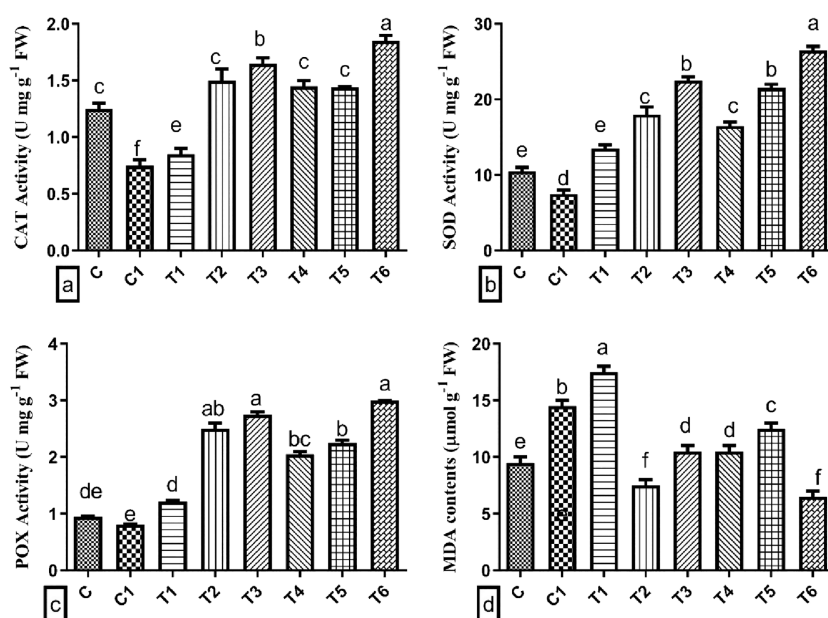 CAT Activity (U mg g-1 FW)
2.0
1.5
1.0
0.5
0.0
c
f
e
c
b
c
c
a
C
C1
T1
T2
T3
T4
T5
T6
a
SOD Activity (U mg g-1 FW)
30
20
10
0
e
d
e
c
b
c
b
a
C
C1
T1
T2
T3
T4
T5
T6
b
POX Activity (U mg g-1 FW)
4
3
2
1
0
de
e
d
ab
a
bc
b
a
C
C1
T1
T2
T3
T4
T5
T6
c
MDA contents (µmol g-1 FW)
20
15
10
5
0
e
b
a
f
d
d
c
f
C
C1
T1
T2
T3
T4
T5
T6
d